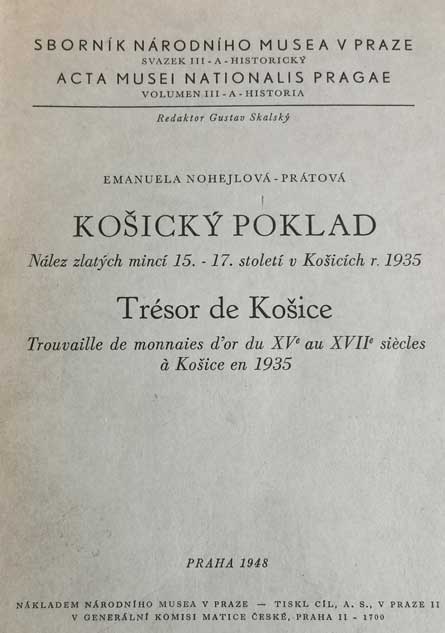 SBORNÍK NÁRODNÍHO MUSEA V PRAZE
SVAZEK III - A - HISTORICKÝ
ACTA MUSEI NATIONALIS PRAGAE
VOLUMEN III - A - HISTORIA
Redaktor Gustav Skalský
EMANUELA NOHEJLOVÁ - PRÁTOVÁ
KOŠICKÝ POKLAD
Nález zlatých mincí 15. - 17. století v Košicích r. 1935
Trésor de Košice
Trouvaille de monnaies d'or du XVe au XVIIe siècles
à Košice en 1935
PRAHA 1948
NÁKLADEM NÁRODNÍHO MUSEA V PRAZE — TISKL CÍL, A. S., V PRAZE II
V GENERÁLNÍ KOMISI MATICE ČESKÉ, PRAHA II - 1700